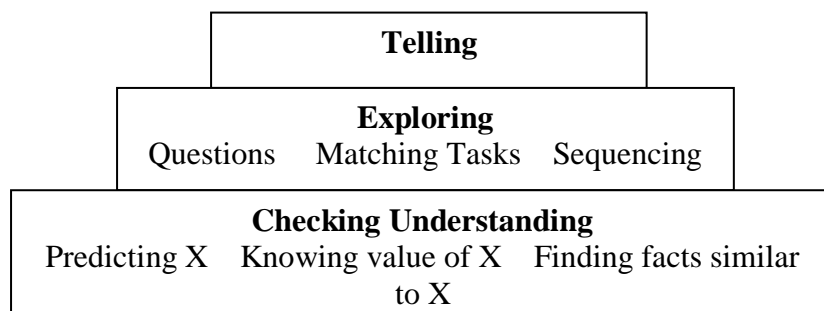 Telling
Exploring
Questions Matching Tasks Sequencing
Checking Understanding
Predicting X Knowing value of X Finding facts similar
to X